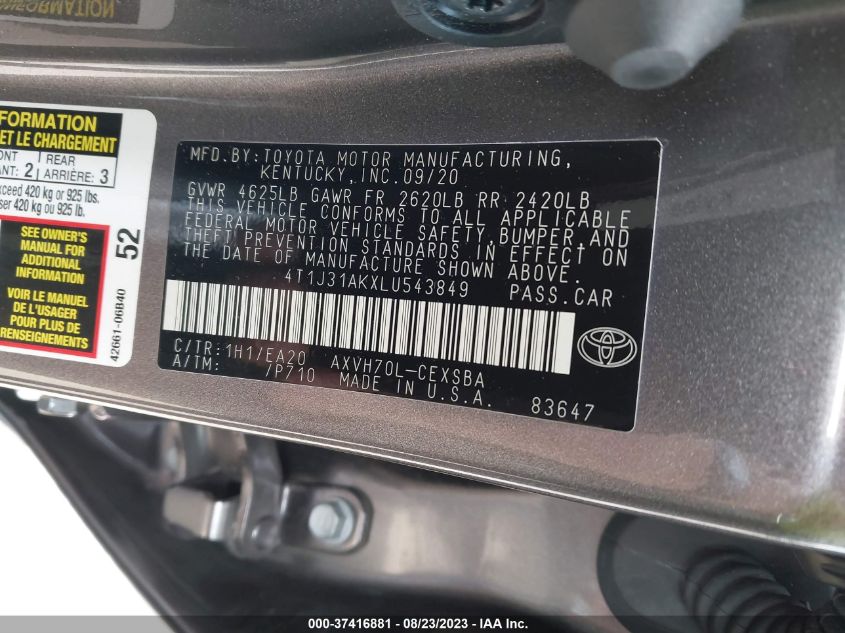 INFORMATION
FORMATION
ET LE CHARGEMENT
2 REAR
ARRIÈRE: 3
420 kg or 925 lbs.
420 kg ou 925 lb.
SEE OWNER'S
MANUAL FOR
ADDITIONAL
INFORMATION
VOIR LE MANUEL
DE L'USAGER
POUR PLUS DE
RENSEIGNEMENTS
52
42661-06B40
MFD.BY:TOYOTA MOTOR MANUFACTURING,
KENTUCKY,INC.09/20
GVWR 4625LB GAWR FR 2620LB RR 2420LB
THIS VEHICLE CONFORMS TO ALL APPLICABLE
FEDERAL MOTOR VEHICLE SAFETY,BUMPER,AND
THEFT PREVENTION STANDARDS IN EFFECT ON
THE DATE OF MANUFACTURE SHOWN ABOVE.
4T1J31AKXLU543849 PASS.CAR
C/TR:1H1/EA20 AXVH70L-CEXSBA
A/TM: /P710 MADE IN U.S.A.
83647
000-37416881 - 08/23/2023 - IAA Inc.